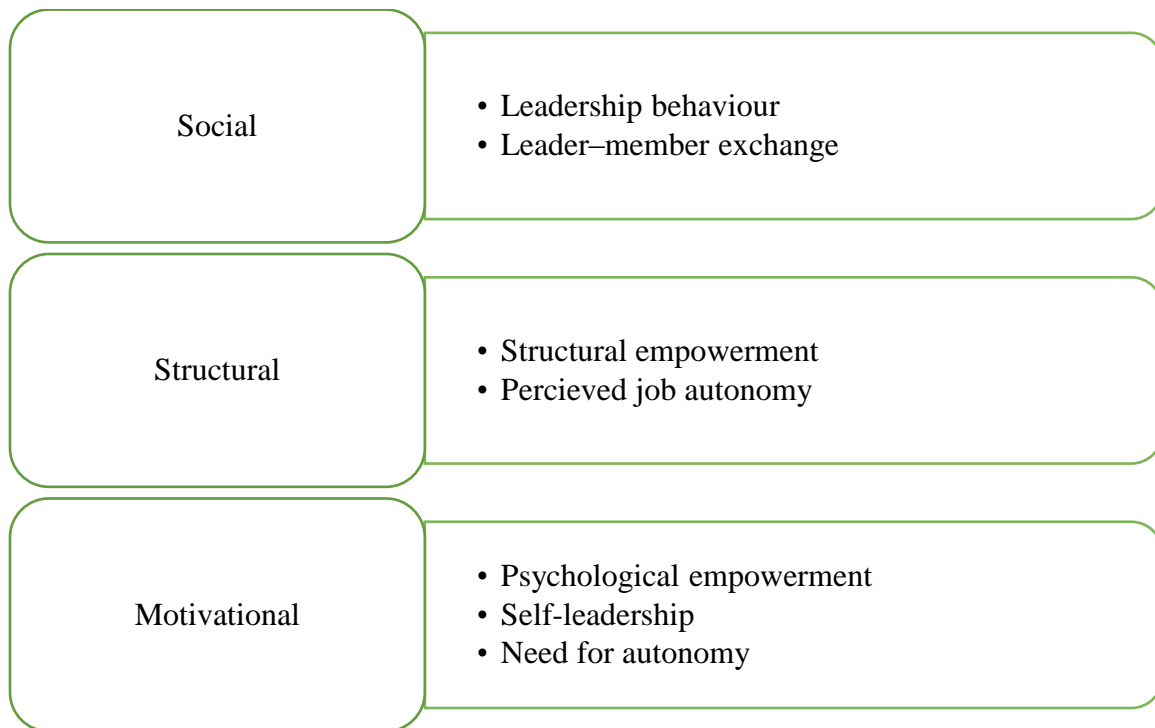 Social
• Leadership behaviour
• Leader–member exchange
Structural
• Structural empowerment
• Percieved job autonomy
Motivational
• Psychological empowerment
• Self-leadership
• Need for autonomy